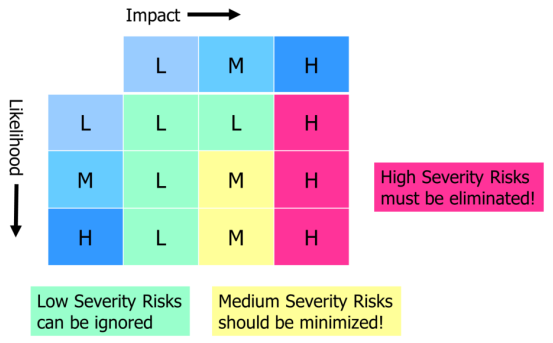 Impact
L M H
Likelihood
L L L H
M L M H
H L M H
High Severity Risks
must be eliminated!
Low Severity Risks
can be ignored
Medium Severity Risks
should be minimized!